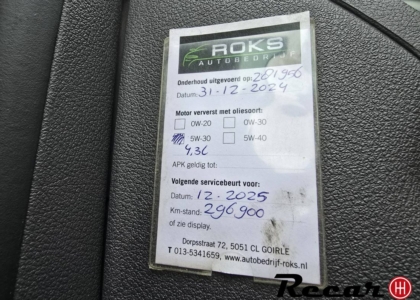 ROKS
AUTOBEDRIJF
Onderhoud uitgevoerd op: 281906
Datum: 31-12-2024
Motor ververst met oliesoort:
0W-20 0W-30
5W-30 5W-40
4,3L
APK geldig tot:
Volgende servicebeurt voor:
Datum: 12-2025
Km-stand: 296900
of zie display.
Dorpsstraat 72, 5051 CL GOIRLE
T 013-5341659, www.autobedrijf-roks.nl
Recar